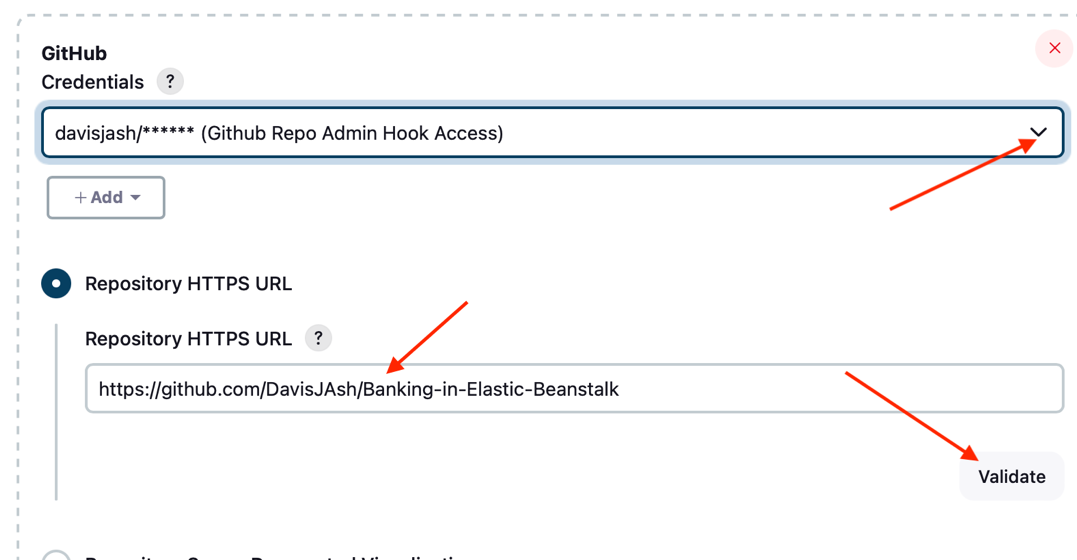 GitHub
Credentials ?
davisjash/****** (Github Repo Admin Hook Access)
+ Add
Repository HTTPS URL
Repository HTTPS URL ?
https://github.com/DavisJAsh/Banking-in-Elastic-Beanstalk
Validate